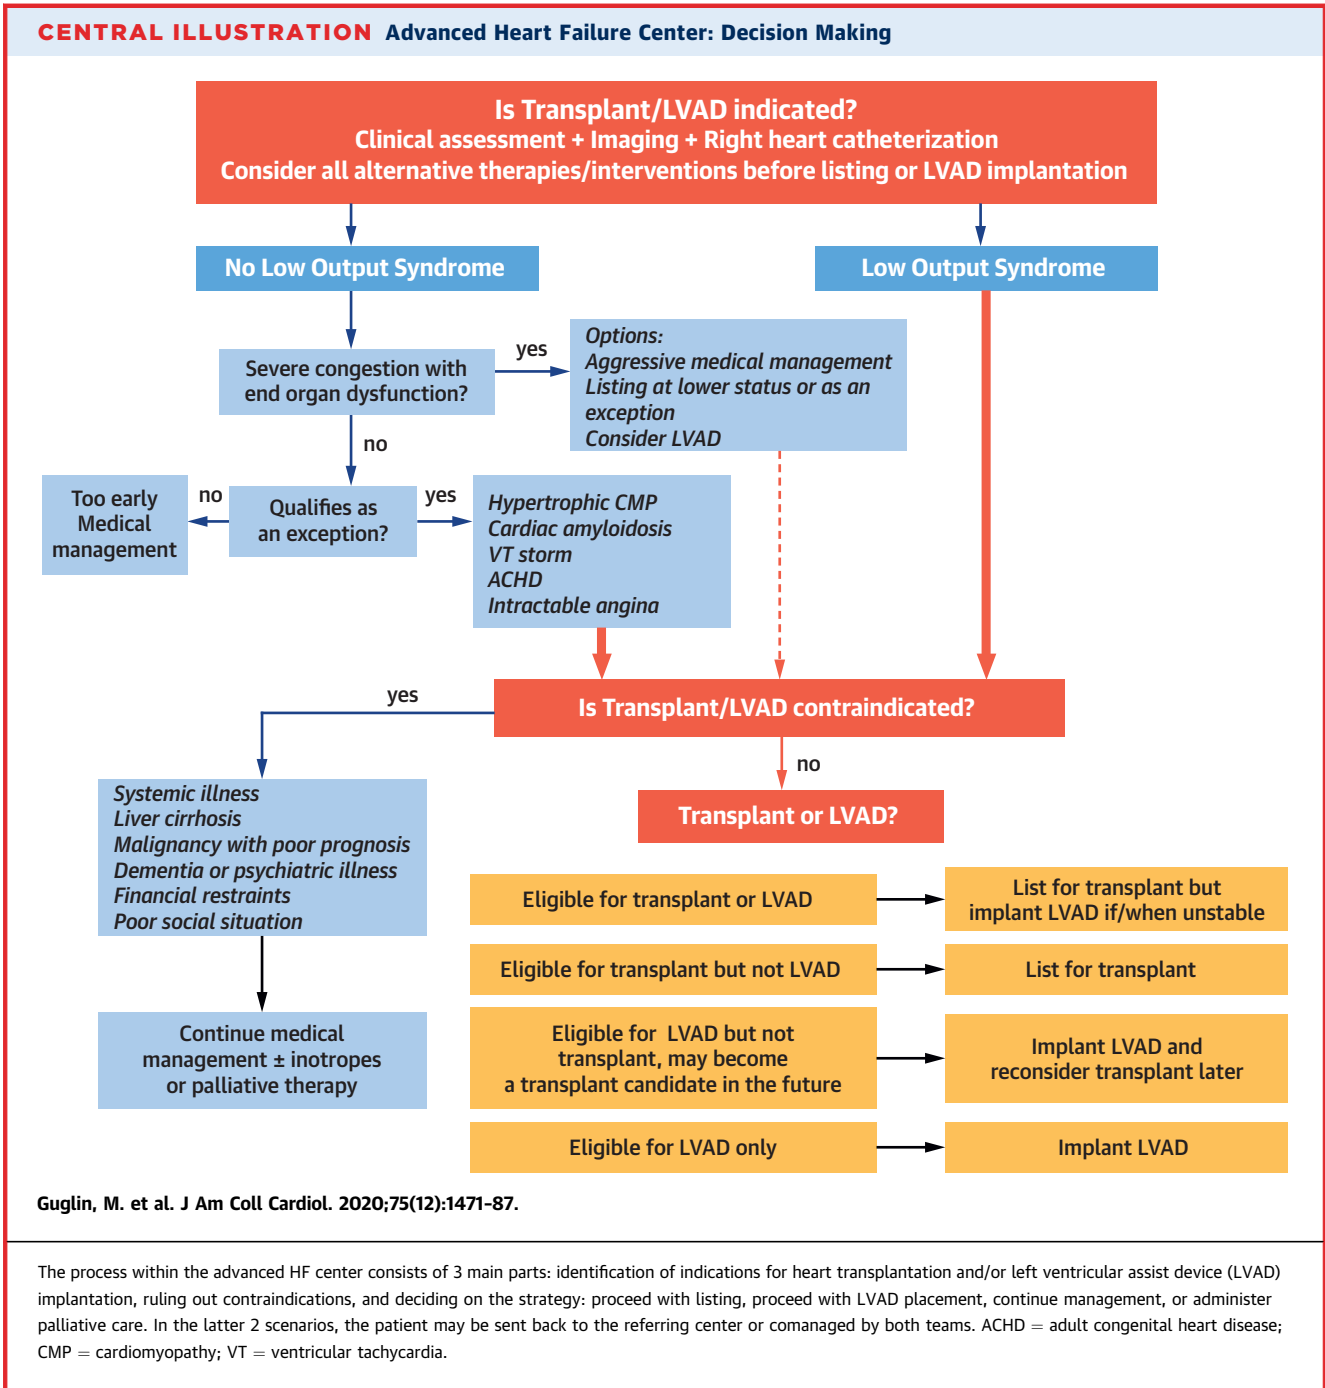 CENTRAL ILLUSTRATION Advanced Heart Failure Center: Decision Making
Is Transplant/LVAD indicated?
Clinical assessment + Imaging + Right heart catheterization
Consider all alternative therapies/interventions before listing or LVAD implantation
No Low Output Syndrome
Low Output Syndrome
Severe congestion with
end organ dysfunction?
yes
Options:
Aggressive medical management
Listing at lower status or as an
exception
Consider LVAD
no
Too early
Medical
management
no
Qualifies as
an exception?
yes
Hypertrophic CMP
Cardiac amyloidosis
VT storm
ACHD
Intractable angina
yes
Is Transplant/LVAD contraindicated?
no
Systemic illness
Liver cirrhosis
Malignancy with poor prognosis
Dementia or psychiatric illness
Financial restraints
Poor social situation
Transplant or LVAD?
Eligible for transplant or LVAD
List for transplant but
implant LVAD if/when unstable
Eligible for transplant but not LVAD
List for transplant
Continue medical
management ± inotropes
or palliative therapy
Eligible for LVAD but not
transplant, may become
a transplant candidate in the future
Implant LVAD and
reconsider transplant later
Eligible for LVAD only
Implant LVAD
Guglin, M. et al. J Am Coll Cardiol. 2020;75(12):1471–87.
The process within the advanced HF center consists of 3 main parts: identification of indications for heart transplantation and/or left ventricular assist device (LVAD)
implantation, ruling out contraindications, and deciding on the strategy: proceed with listing, proceed with LVAD placement, continue management, or administer
palliative care. In the latter 2 scenarios, the patient may be sent back to the referring center or comanaged by both teams. ACHD = adult congenital heart disease;
CMP = cardiomyopathy; VT = ventricular tachycardia.